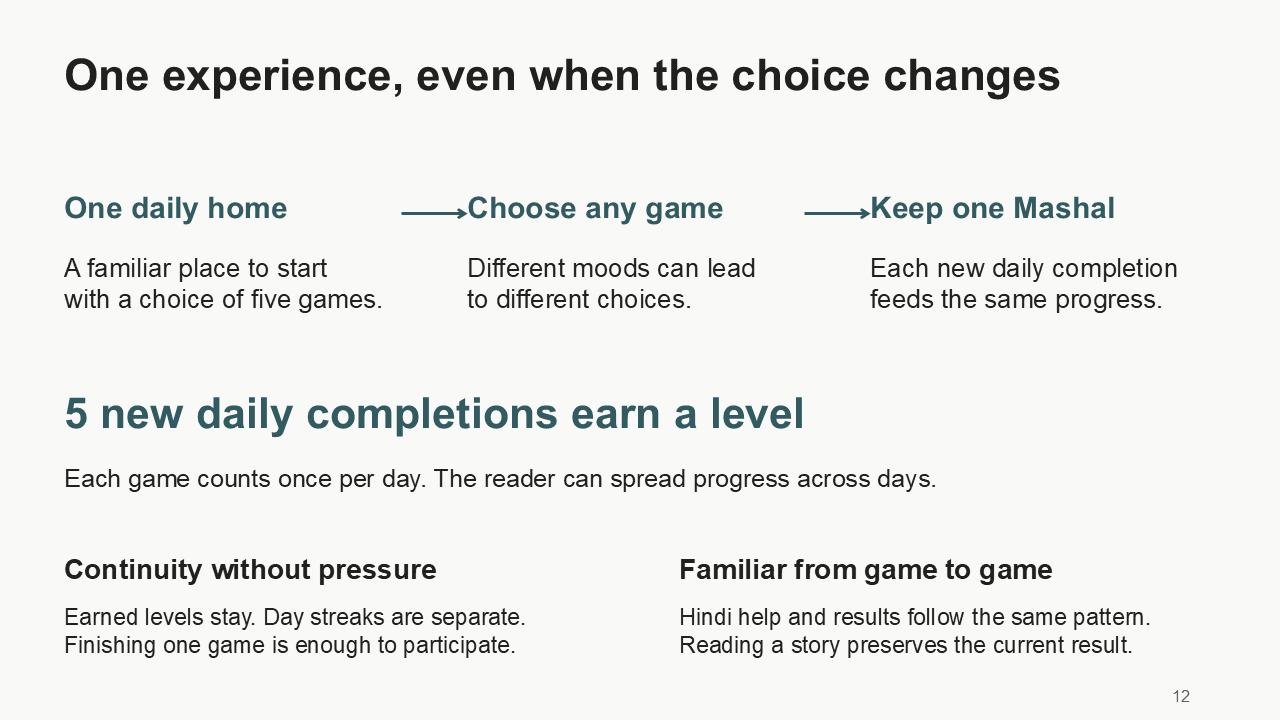 One experience, even when the choice changes
One daily home
A familiar place to start
with a choice of five games.
Choose any game
Different moods can lead
to different choices.
Keep one Mashal
Each new daily completion
feeds the same progress.
5 new daily completions earn a level
Each game counts once per day. The reader can spread progress across days.
Continuity without pressure
Earned levels stay. Day streaks are separate.
Finishing one game is enough to participate.
Familiar from game to game
Hindi help and results follow the same pattern.
Reading a story preserves the current result.
12